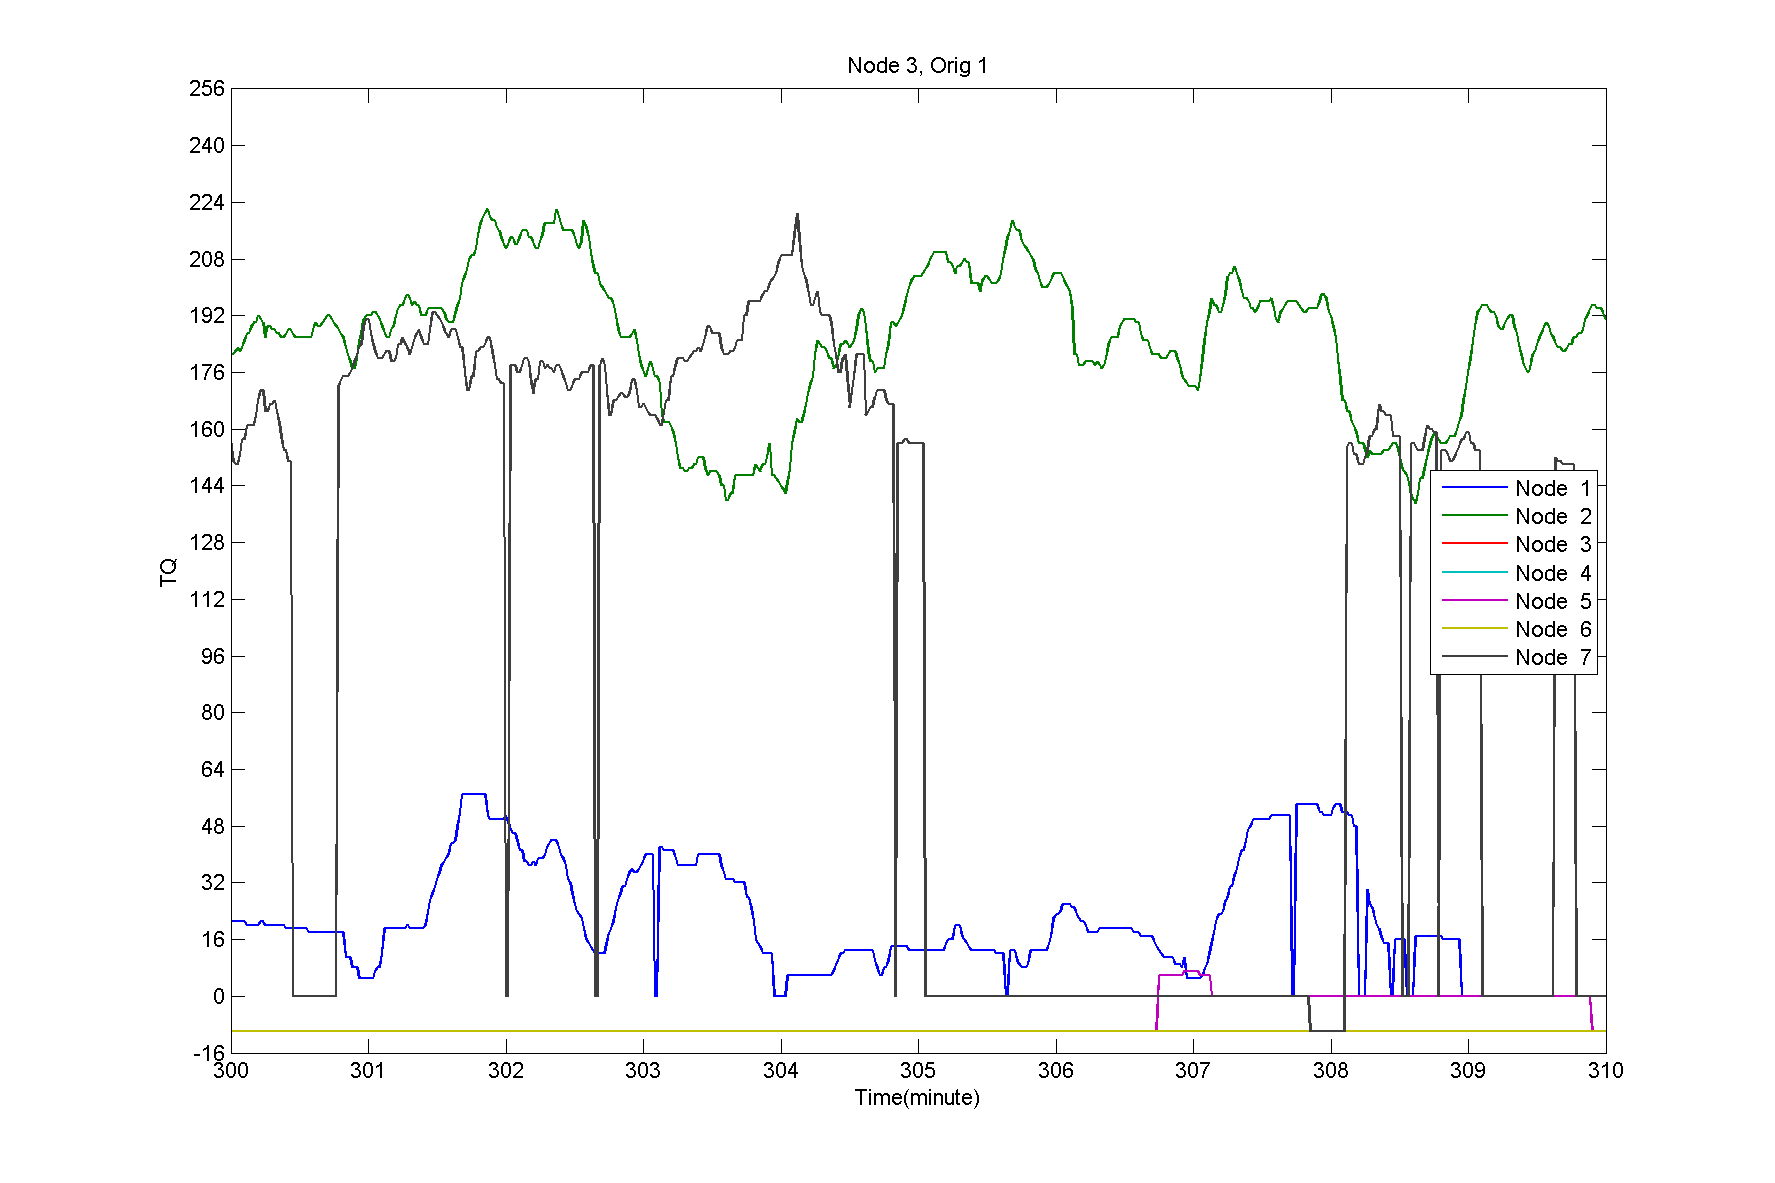 Node 3, Orig 1
256
240
224
208
192
176
160
144
128
112
96
80
64
48
32
16
0
-16
TQ
Node 1
Node 2
Node 3
Node 4
Node 5
Node 6
Node 7
300 301 302 303 304 305 306 307 308 309 310
Time(minute)